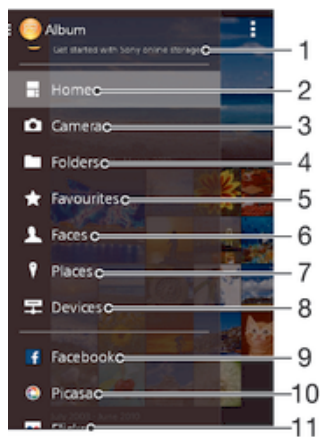 Album
Get started with Sony online storage
1
Home
2
Camera
3
Folders
4
Favourites
5
Faces
6
Places
7
Devices
8
Facebook
9
Picasa
10
Flickr
11